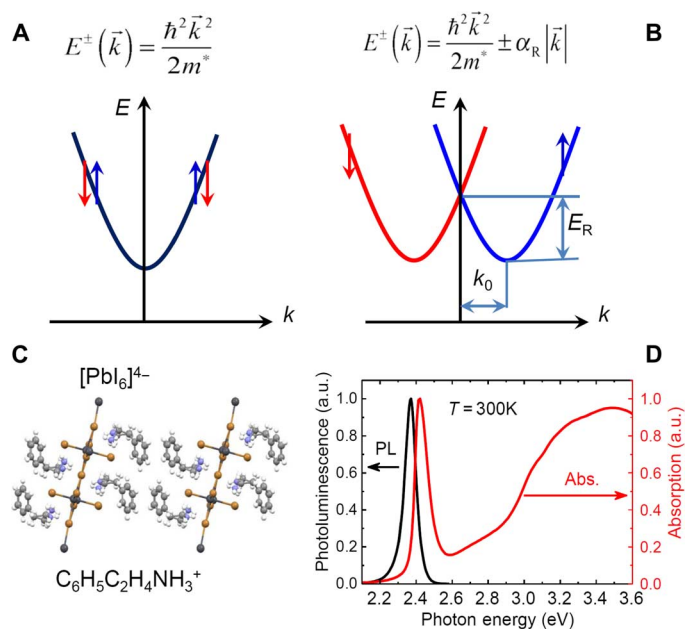 A
E^±(k⃗) = ħ²k⃗²/2m*
E
k
B
E^±(k⃗) = ħ²k⃗²/2m* ± α_R|k⃗|
E
E_R
k₀
k
C
[PbI₆]⁴⁻
C₆H₅C₂H₄NH₃⁺
D
Photoluminescence (a.u.)
1.0
0.8
0.6
0.4
0.2
0.0
T = 300K
PL
Abs.
1.0
0.8
0.6
0.4
0.2
0.0
Absorption (a.u.)
2.2 2.4 2.6 2.8 3.0 3.2 3.4 3.6
Photon energy (eV)